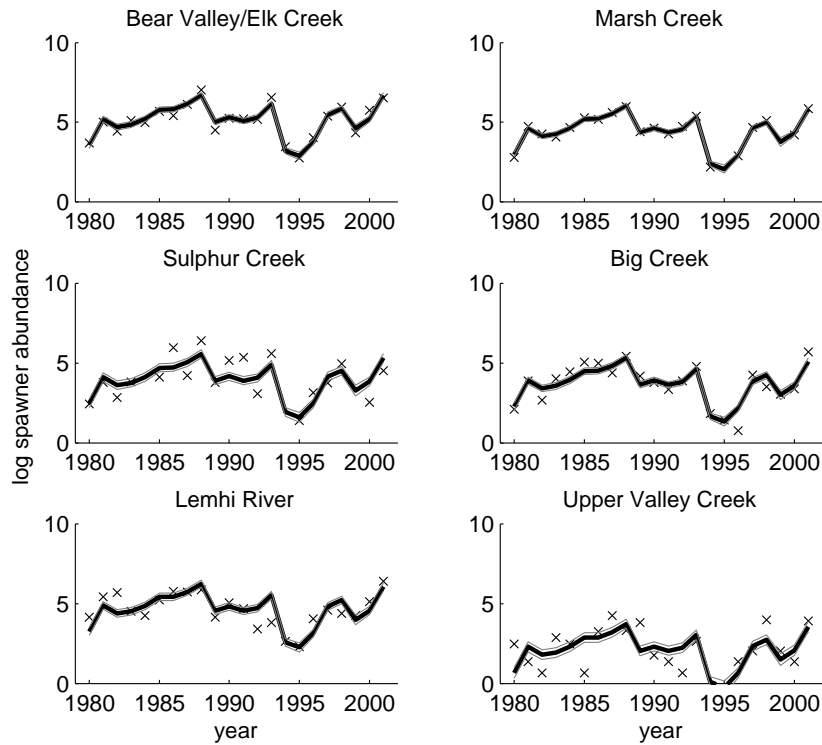 Bear Valley/Elk Creek
Marsh Creek
10
5
0
1980 1985 1990 1995 2000
10
5
0
1980 1985 1990 1995 2000
Sulphur Creek
Big Creek
log spawner abundance
10
5
0
1980 1985 1990 1995 2000
10
5
0
1980 1985 1990 1995 2000
Lemhi River
Upper Valley Creek
10
5
0
1980 1985 1990 1995 2000
year
10
5
0
1980 1985 1990 1995 2000
year